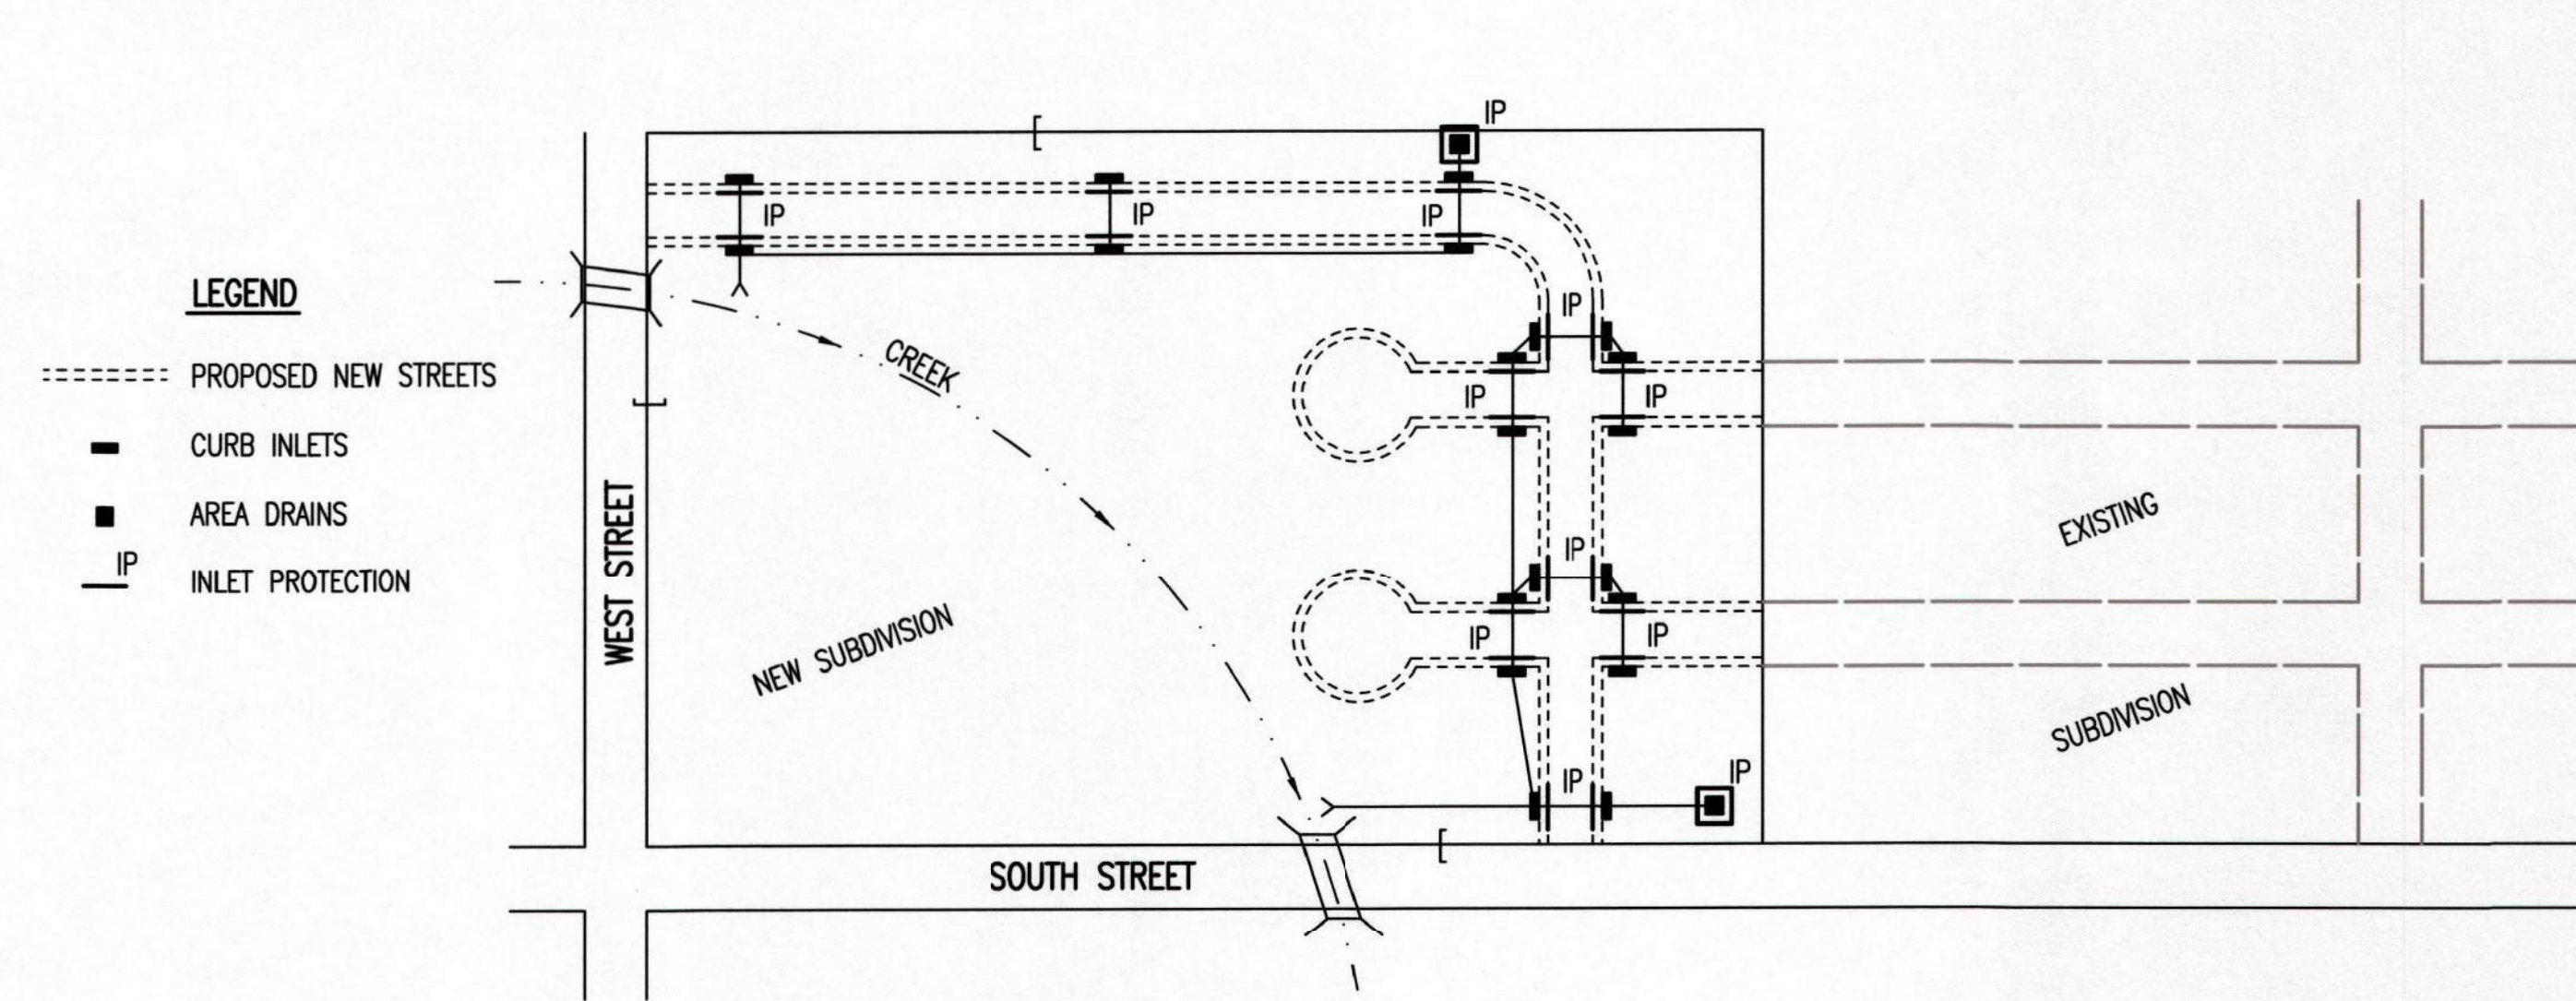 IP
IP
IP
IP
LEGEND
PROPOSED NEW STREETS
CURB INLETS
AREA DRAINS
IP
INLET PROTECTION
WEST STREET
CREEK
NEW SUBDIVISION
IP
IP
IP
IP
IP
IP
IP
IP
SOUTH STREET
EXISTING
SUBDIVISION